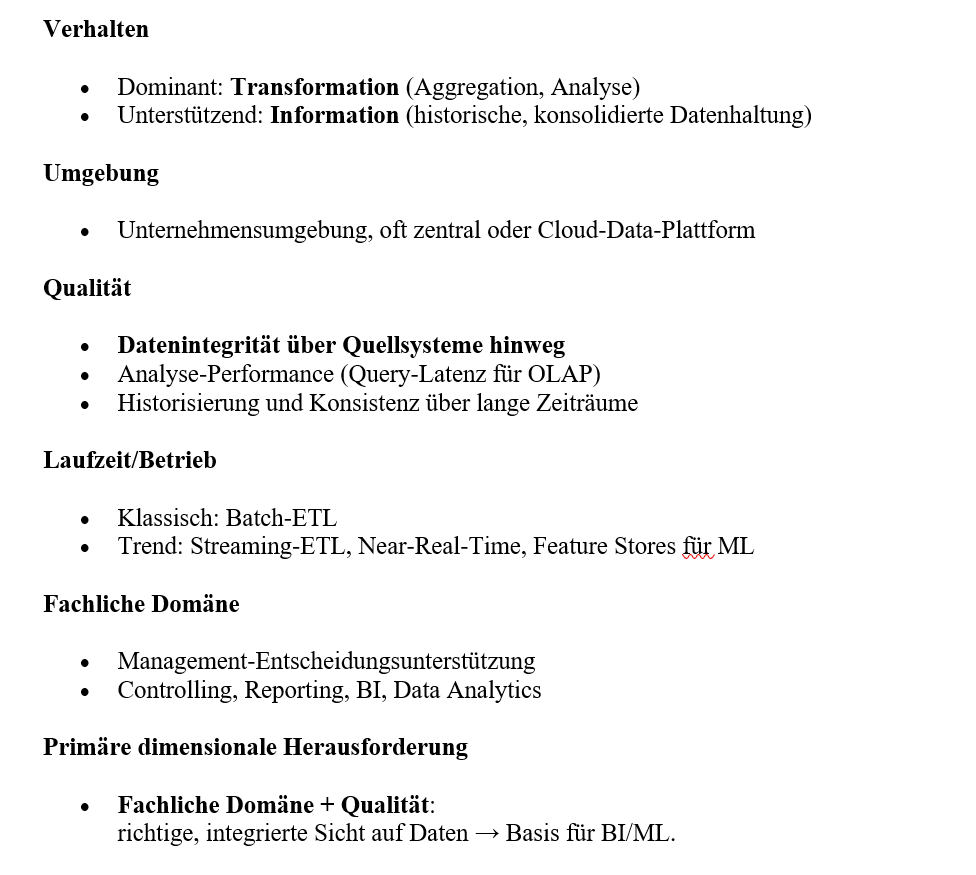 Verhalten
• Dominant: Transformation (Aggregation, Analyse)
• Unterstützend: Information (historische, konsolidierte Datenhaltung)
Umgebung
• Unternehmensumgebung, oft zentral oder Cloud-Data-Plattform
Qualität
• Datenintegrität über Quellsysteme hinweg
• Analyse-Performance (Query-Latenz für OLAP)
• Historisierung und Konsistenz über lange Zeiträume
Laufzeit/Betrieb
• Klassisch: Batch-ETL
• Trend: Streaming-ETL, Near-Real-Time, Feature Stores für ML
Fachliche Domäne
• Management-Entscheidungsunterstützung
• Controlling, Reporting, BI, Data Analytics
Primäre dimensionale Herausforderung
• Fachliche Domäne + Qualität:
richtige, integrierte Sicht auf Daten → Basis für BI/ML.